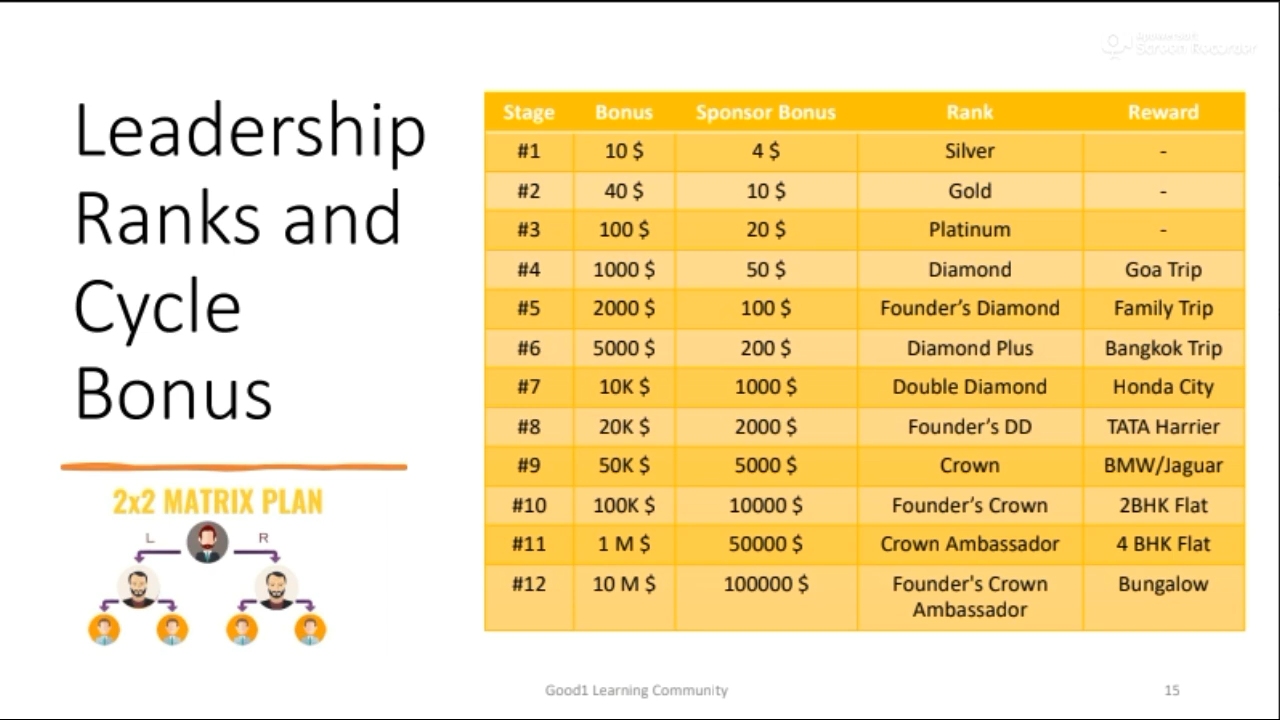 Screen Recorder
Leadership
Ranks and
Cycle
Bonus
2x2 MATRIX PLAN
L R
Stage Bonus Sponsor Bonus Rank Reward
#1 10 $ 4 $ Silver -
#2 40 $ 10 $ Gold -
#3 100 $ 20 $ Platinum -
#4 1000 $ 50 $ Diamond Goa Trip
#5 2000 $ 100 $ Founder’s Diamond Family Trip
#6 5000 $ 200 $ Diamond Plus Bangkok Trip
#7 10K $ 1000 $ Double Diamond Honda City
#8 20K $ 2000 $ Founder’s DD TATA Harrier
#9 50K $ 5000 $ Crown BMW/Jaguar
#10 100K $ 10000 $ Founder’s Crown 2BHK Flat
#11 1 M $ 50000 $ Crown Ambassador 4 BHK Flat
#12 10 M $ 100000 $ Founder's Crown Bungalow
Ambassador
Good1 Learning Community 15